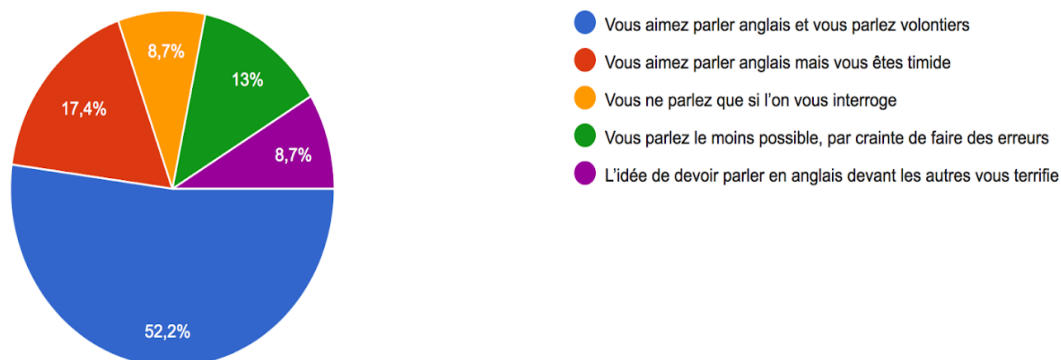 8,7%
13%
17,4%
8,7%
52,2%
Vous aimez parler anglais et vous parlez volontiers
Vous aimez parler anglais mais vous êtes timide
Vous ne parlez que si l’on vous interroge
Vous parlez le moins possible, par crainte de faire des erreurs
L’idée de devoir parler en anglais devant les autres vous terrifie